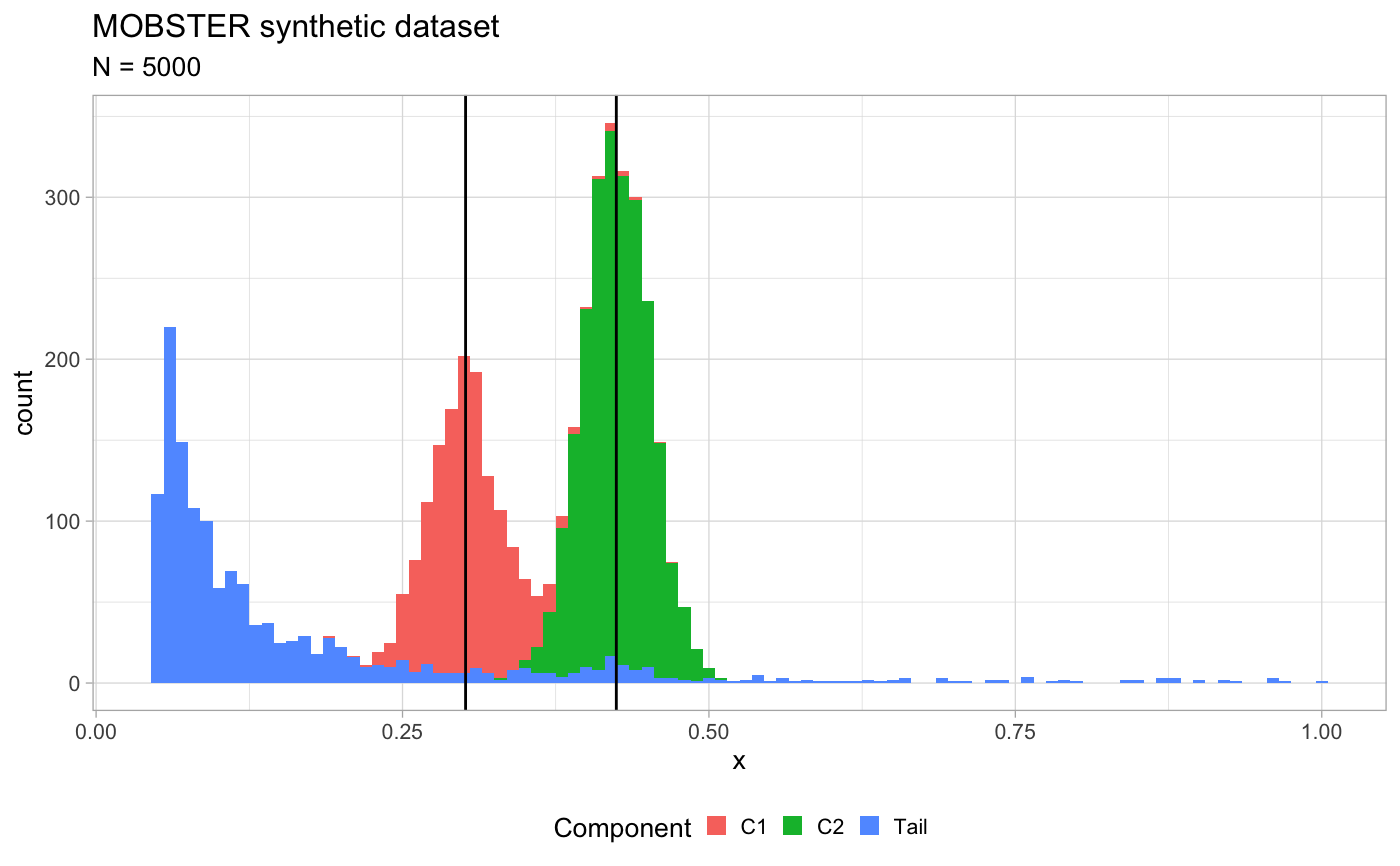 MOBSTER synthetic dataset
N = 5000
300
200
100
0
count
0.00 0.25 0.50 0.75 1.00
x
Component C1 C2 Tail